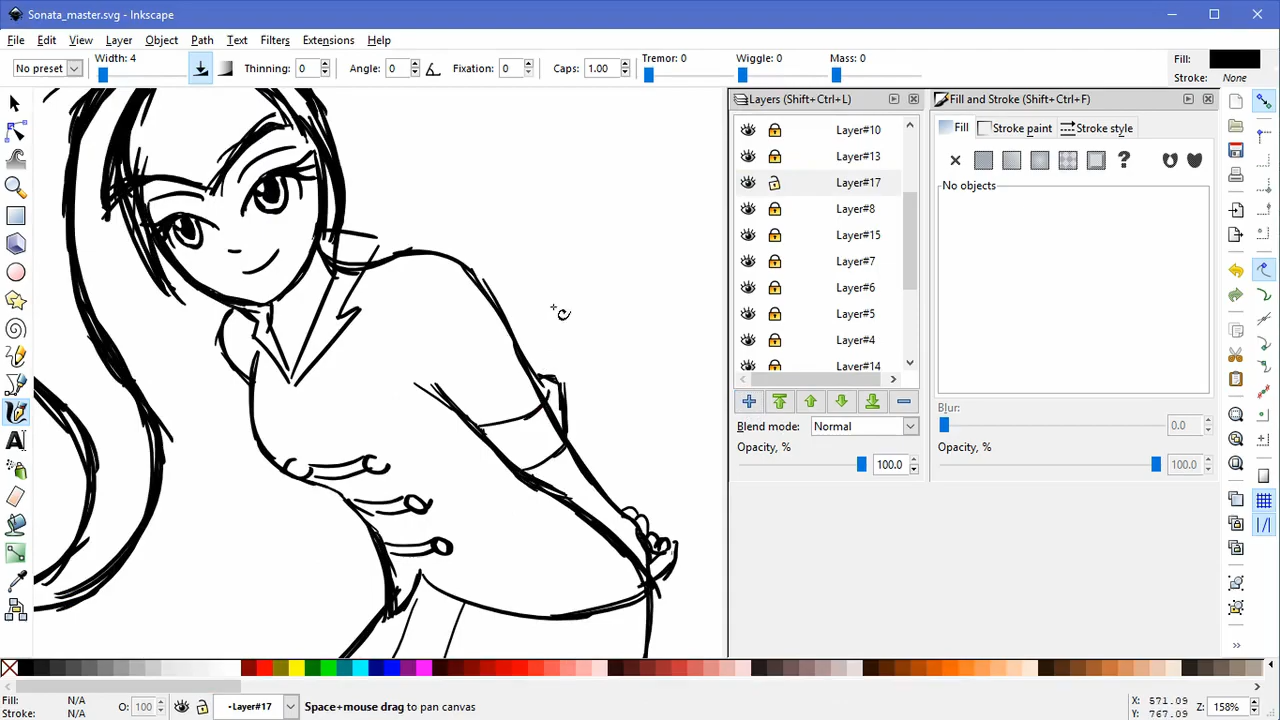 Sonata_master.svg - Inkscape
File Edit View Layer Object Path Text Filters Extensions Help
No preset Width: 4 Thinning: 0 Angle: 0 Fixation: 0 Caps: 1.00 Tremor: 0 Wiggle: 0 Mass: 0 Fill:
Stroke: None
Layers (Shift+Ctrl+L) Fill and Stroke (Shift+Ctrl+F)
Fill Stroke paint Stroke style
Layer#10
Layer#13
Layer#17
Layer#8
Layer#15
Layer#7
Layer#6
Layer#5
Layer#4
Layer#14
No objects
Blend mode: Normal
Opacity, %
100.0
Blur:
0.0
Opacity, %
100.0
Fill: N/A
Stroke: N/A
O: 100
-Layer#17
Space+mouse drag to pan canvas
X: 571.09
Y: 767.09
Z: 158%